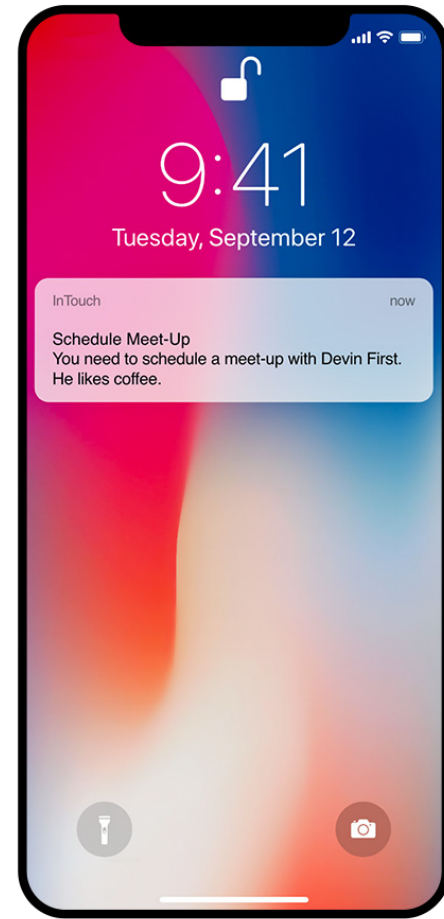 9:41
Tuesday, September 12
InTouch now
Schedule Meet-Up
You need to schedule a meet-up with Devin First.
He likes coffee.